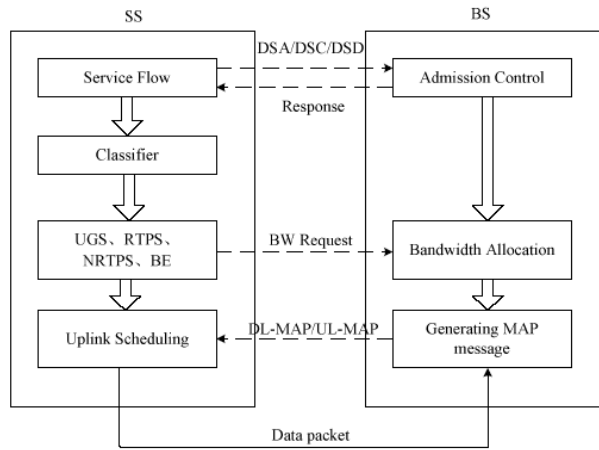 SS
BS
DSA/DSC/DSD
Service Flow
Admission Control
Response
Classifier
UGS、RTPS、
NRTPS、BE
BW Request
Bandwidth Allocation
Uplink Scheduling
DL-MAP/UL-MAP
Generating MAP
message
Data packet